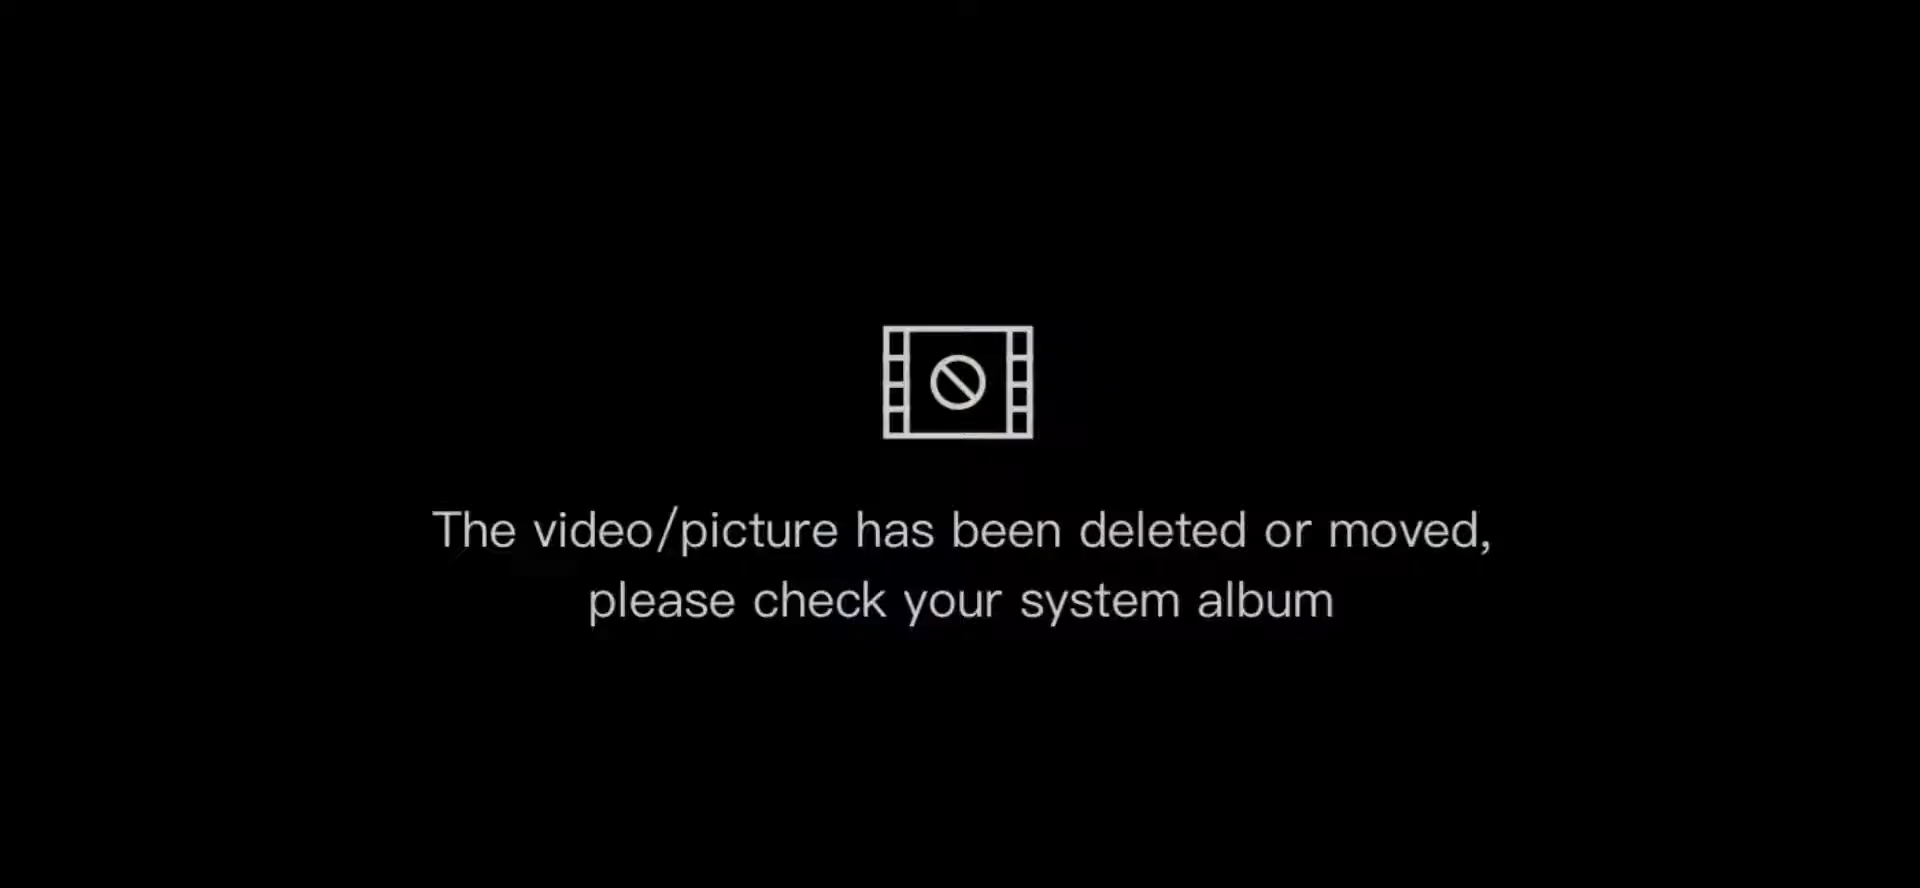 The video/picture has been deleted or moved,
please check your system album